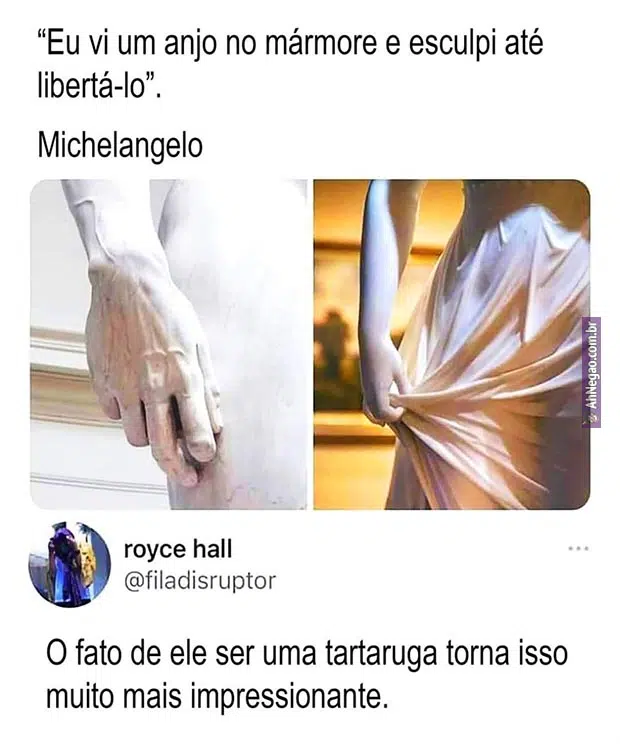 “Eu vi um anjo no mármore e esculpi até
libertá-lo”.
Michelangelo
AhNegao.com.br
royce hall
@filadisruptor
O fato de ele ser uma tartaruga torna isso
muito mais impressionante.